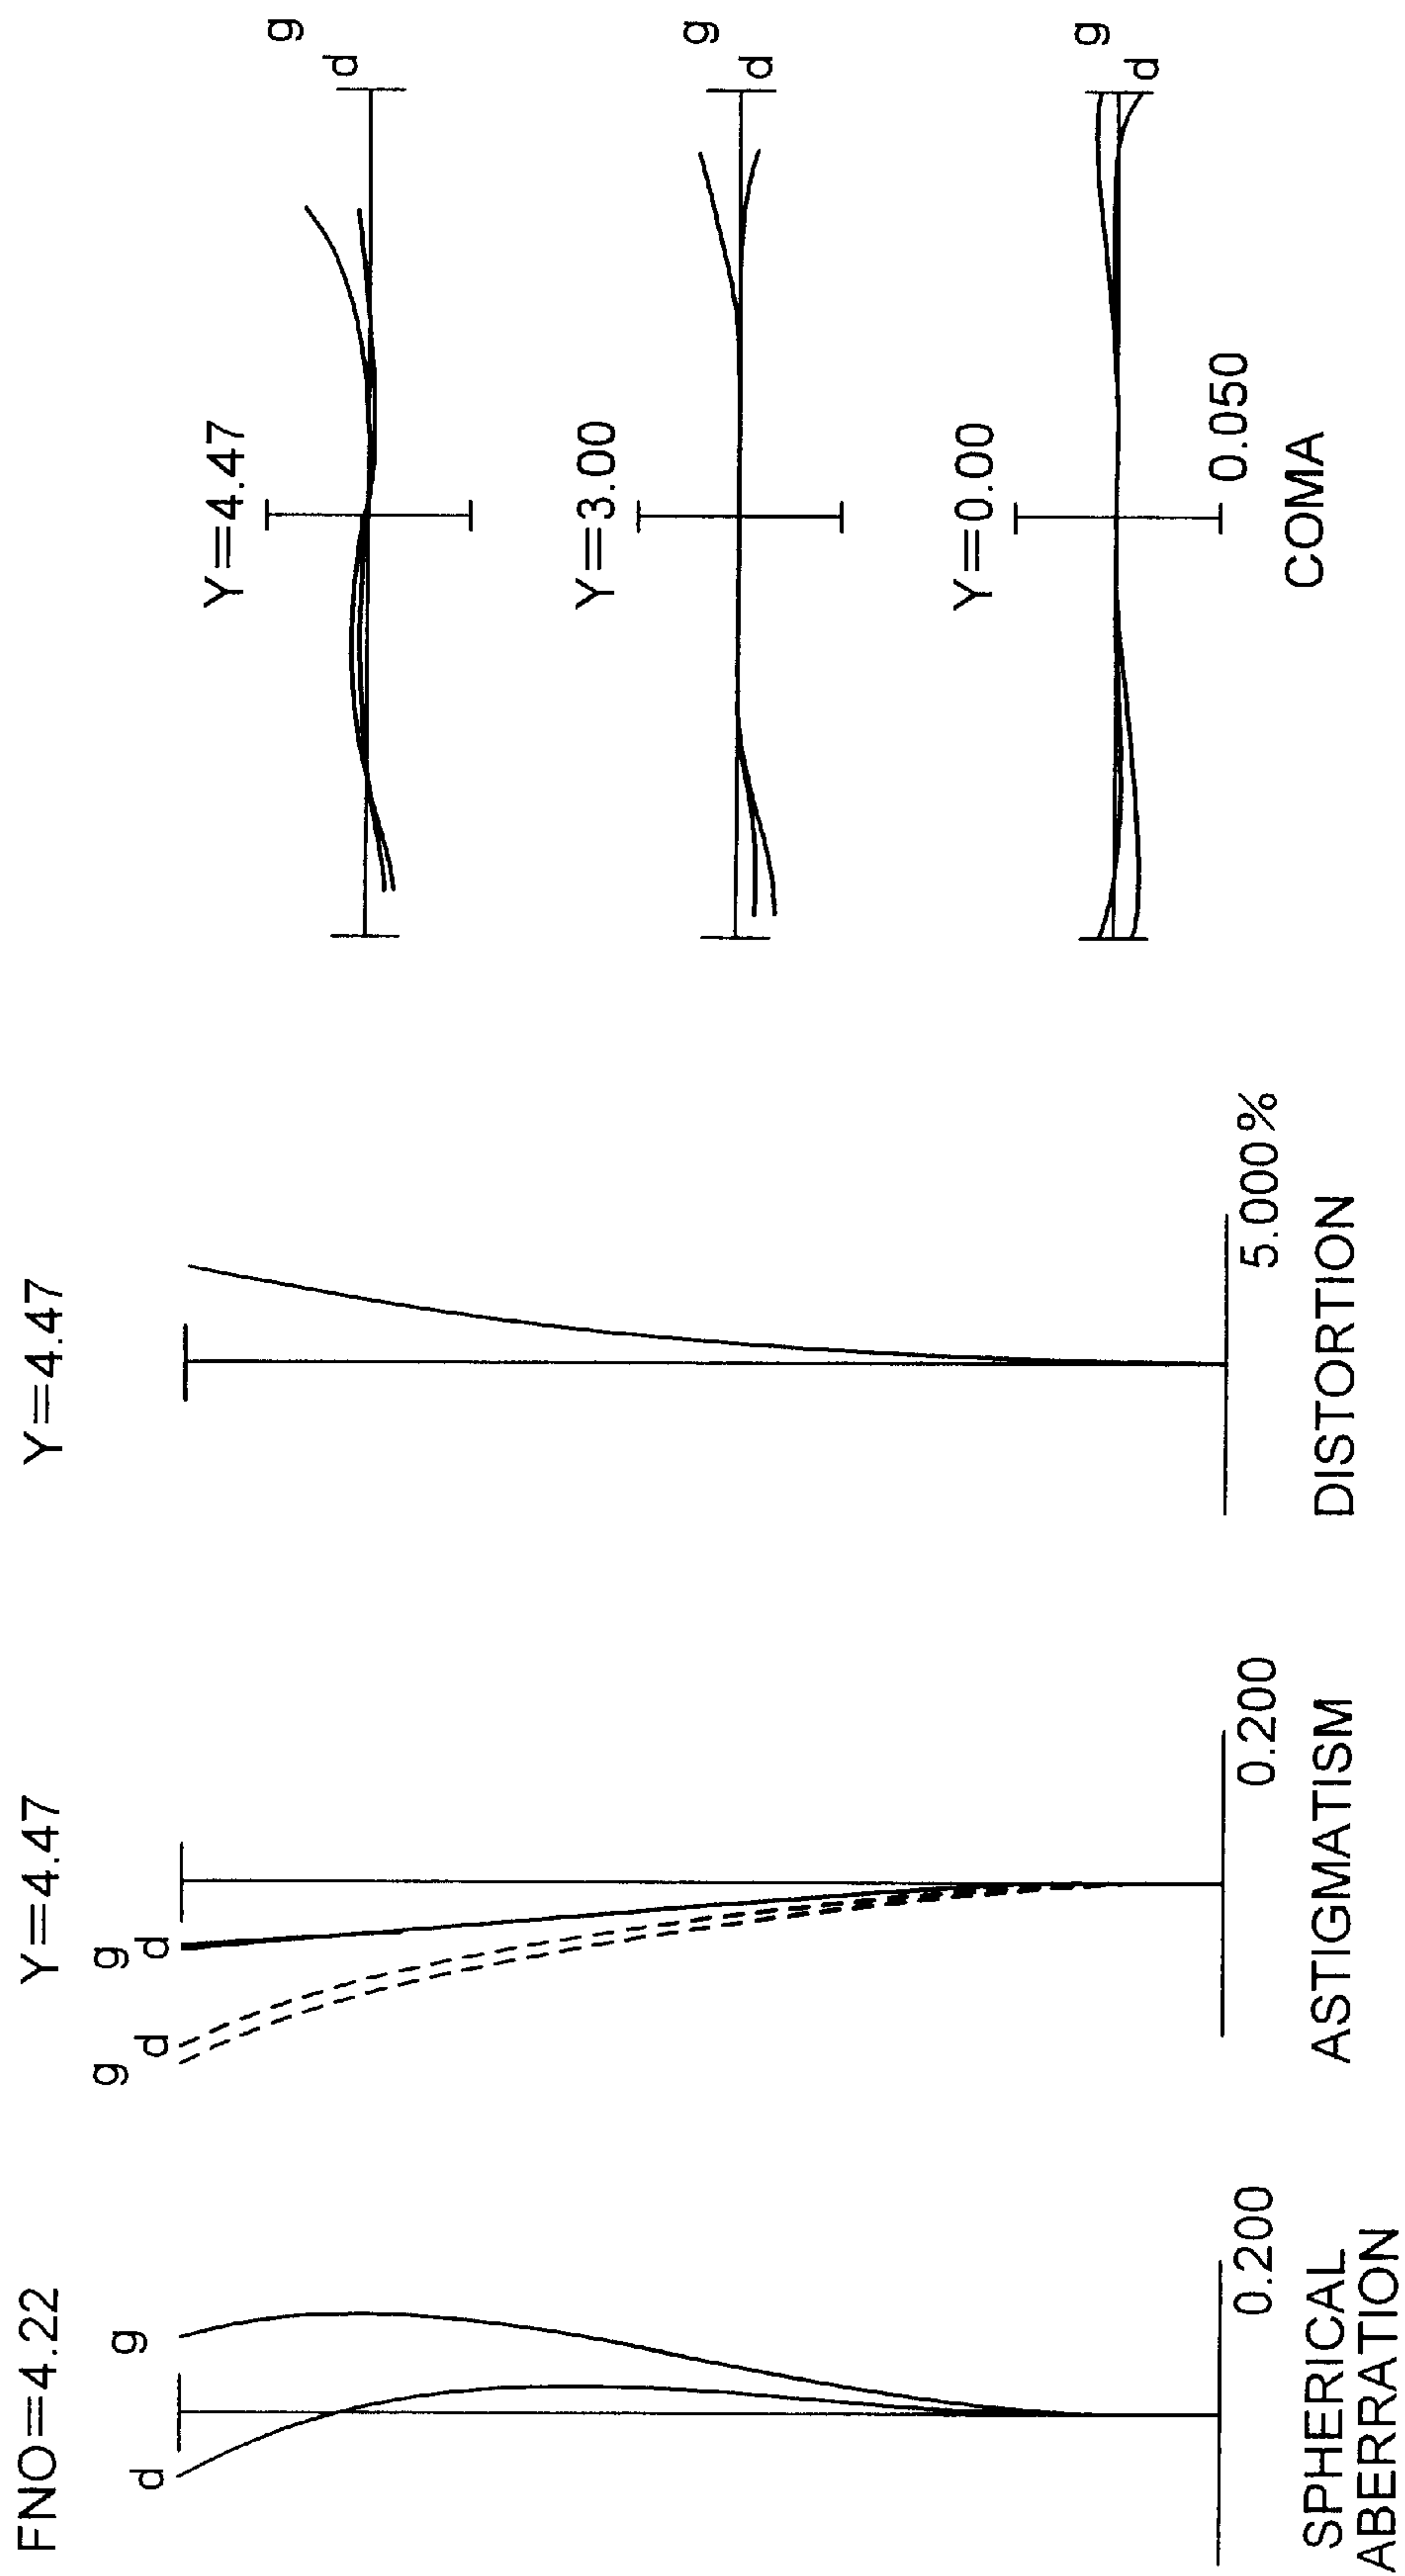 FNO=4.22
g
d
0.200
SPHERICAL
ABERRATION
Y=4.47
g
d
g
d
0.200
ASTIGMATISM
Y=4.47
5.000%
DISTORTION
Y=4.47
g
d
Y=3.00
g
d
Y=0.00
g
d
0.050
COMA